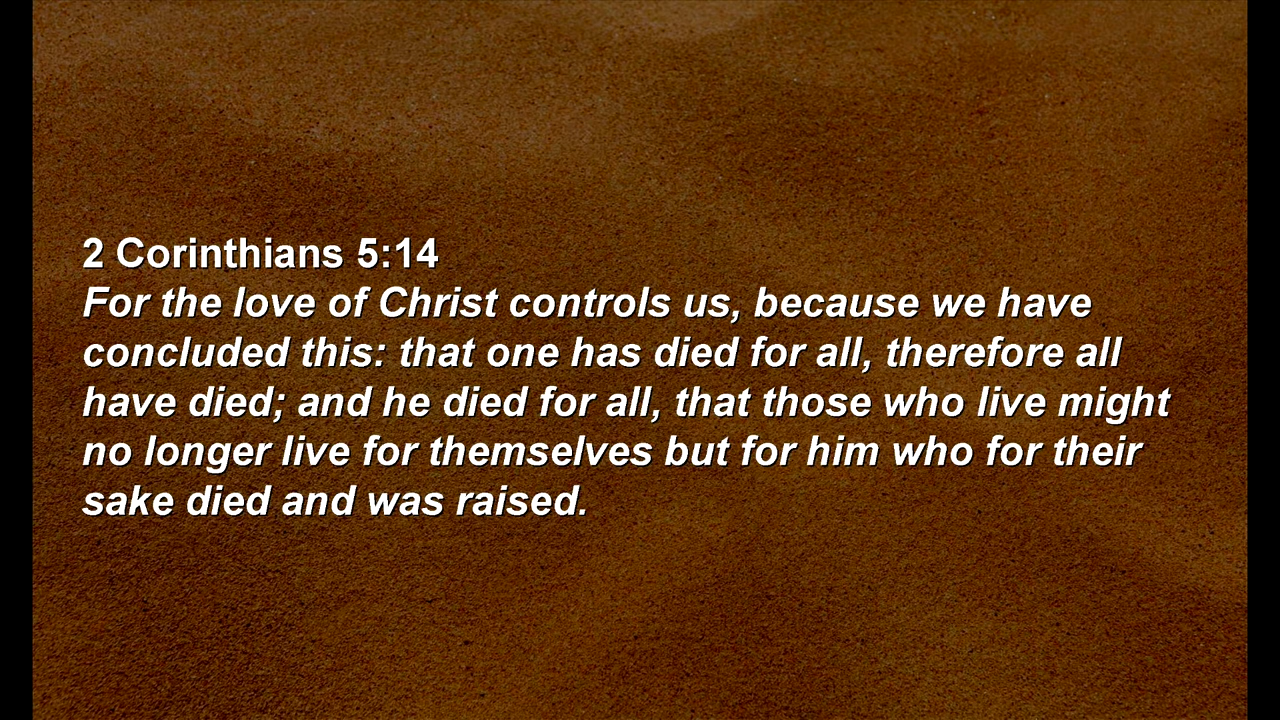 2 Corinthians 5:14
For the love of Christ controls us, because we have
concluded this: that one has died for all, therefore all
have died; and he died for all, that those who live might
no longer live for themselves but for him who for their
sake died and was raised.